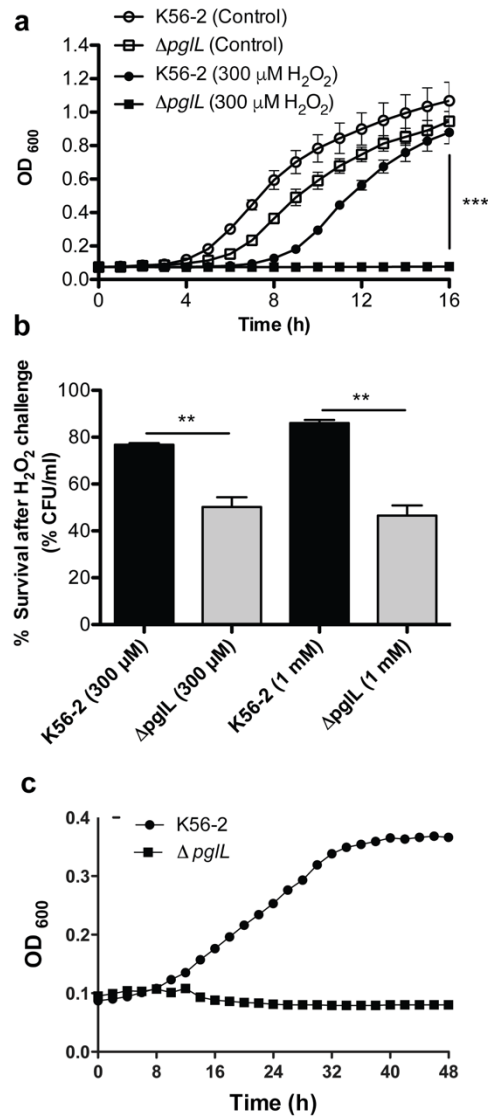 a
K56-2 (Control)
ΔpglL (Control)
K56-2 (300 μM H2O2)
ΔpglL (300 μM H2O2)
1.4
1.2
1.0
0.8
0.6
0.4
0.2
0.0
OD 600
***
0 4 8 12 16
Time (h)
b
% Survival after H2O2 challenge
(% CFU/ml)
100
80
60
40
20
0
** **
K56-2 (300 μM)
ΔpglL (300 μM)
K56-2 (1 mM)
ΔpglL (1 mM)
c
K56-2
Δ pglL
0.4
0.3
0.2
0.1
0.0
OD 600
0 8 16 24 32 40 48
Time (h)